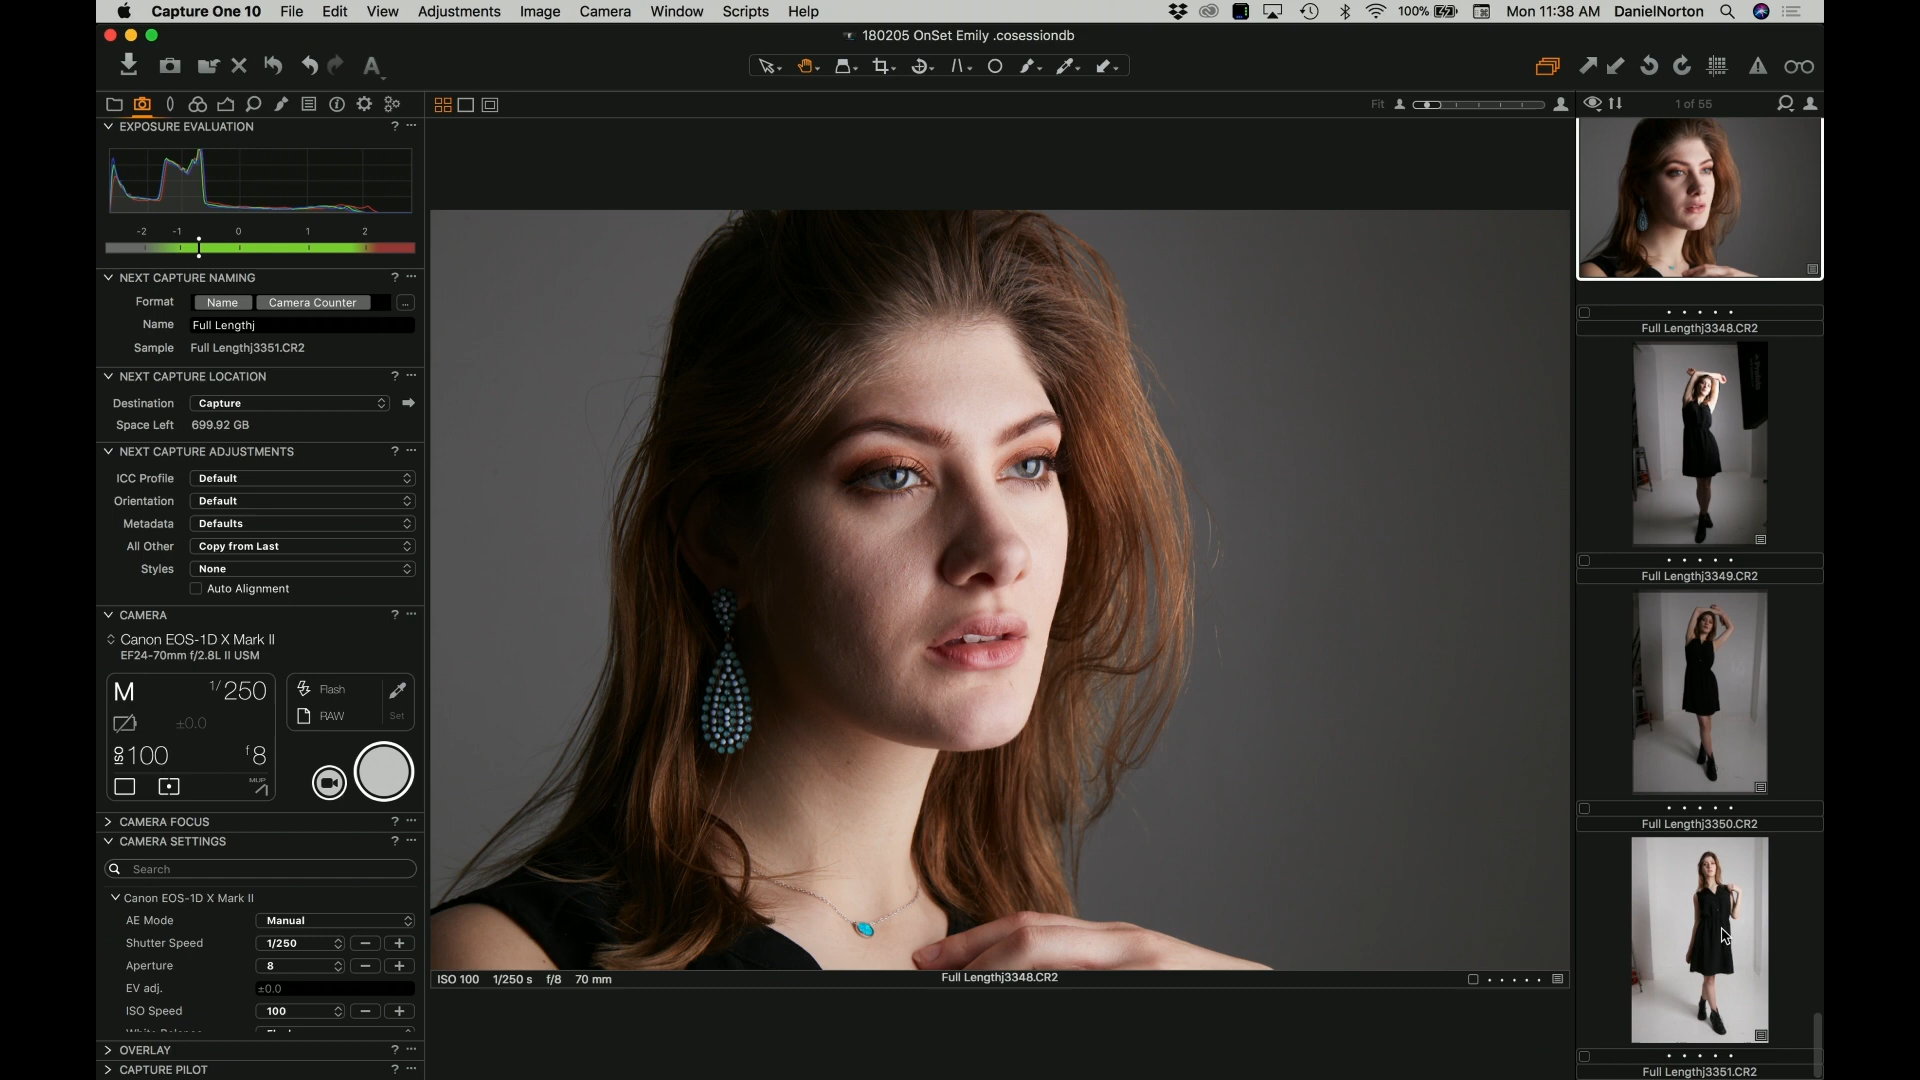 Capture One 10 File Edit View Adjustments Image Camera Window Scripts Help 100% Mon 11:38 AM DanielNorton
180205 OnSet Emily .cosessiondb
Fit
1 of 55
EXPOSURE EVALUATION ? ...
-2 -1 0 1 2
NEXT CAPTURE NAMING ? ...
Format Name Camera Counter ...
Name Full Lengthj
Sample Full Lengthj3351.CR2
NEXT CAPTURE LOCATION ? ...
Destination Capture
Space Left 699.92 GB
NEXT CAPTURE ADJUSTMENTS ? ...
ICC Profile Default
Orientation Default
Metadata Defaults
All Other Copy from Last
Styles None
Auto Alignment
CAMERA ? ...
Canon EOS-1D X Mark II
EF24-70mm f/2.8L II USM
M 1/250 Flash
±0.0 RAW Set
ISO 100 f 8
MUP
CAMERA FOCUS ? ...
CAMERA SETTINGS ? ...
Search
Canon EOS-1D X Mark II
AE Mode Manual
Shutter Speed 1/250 − +
Aperture 8 − +
EV adj. ±0.0
ISO Speed 100 − +
OVERLAY ? ...
CAPTURE PILOT ? ...
ISO 100 1/250 s f/8 70 mm Full Lengthj3348.CR2
Full Lengthj3348.CR2
Full Lengthj3349.CR2
Full Lengthj3350.CR2
Full Lengthj3351.CR2